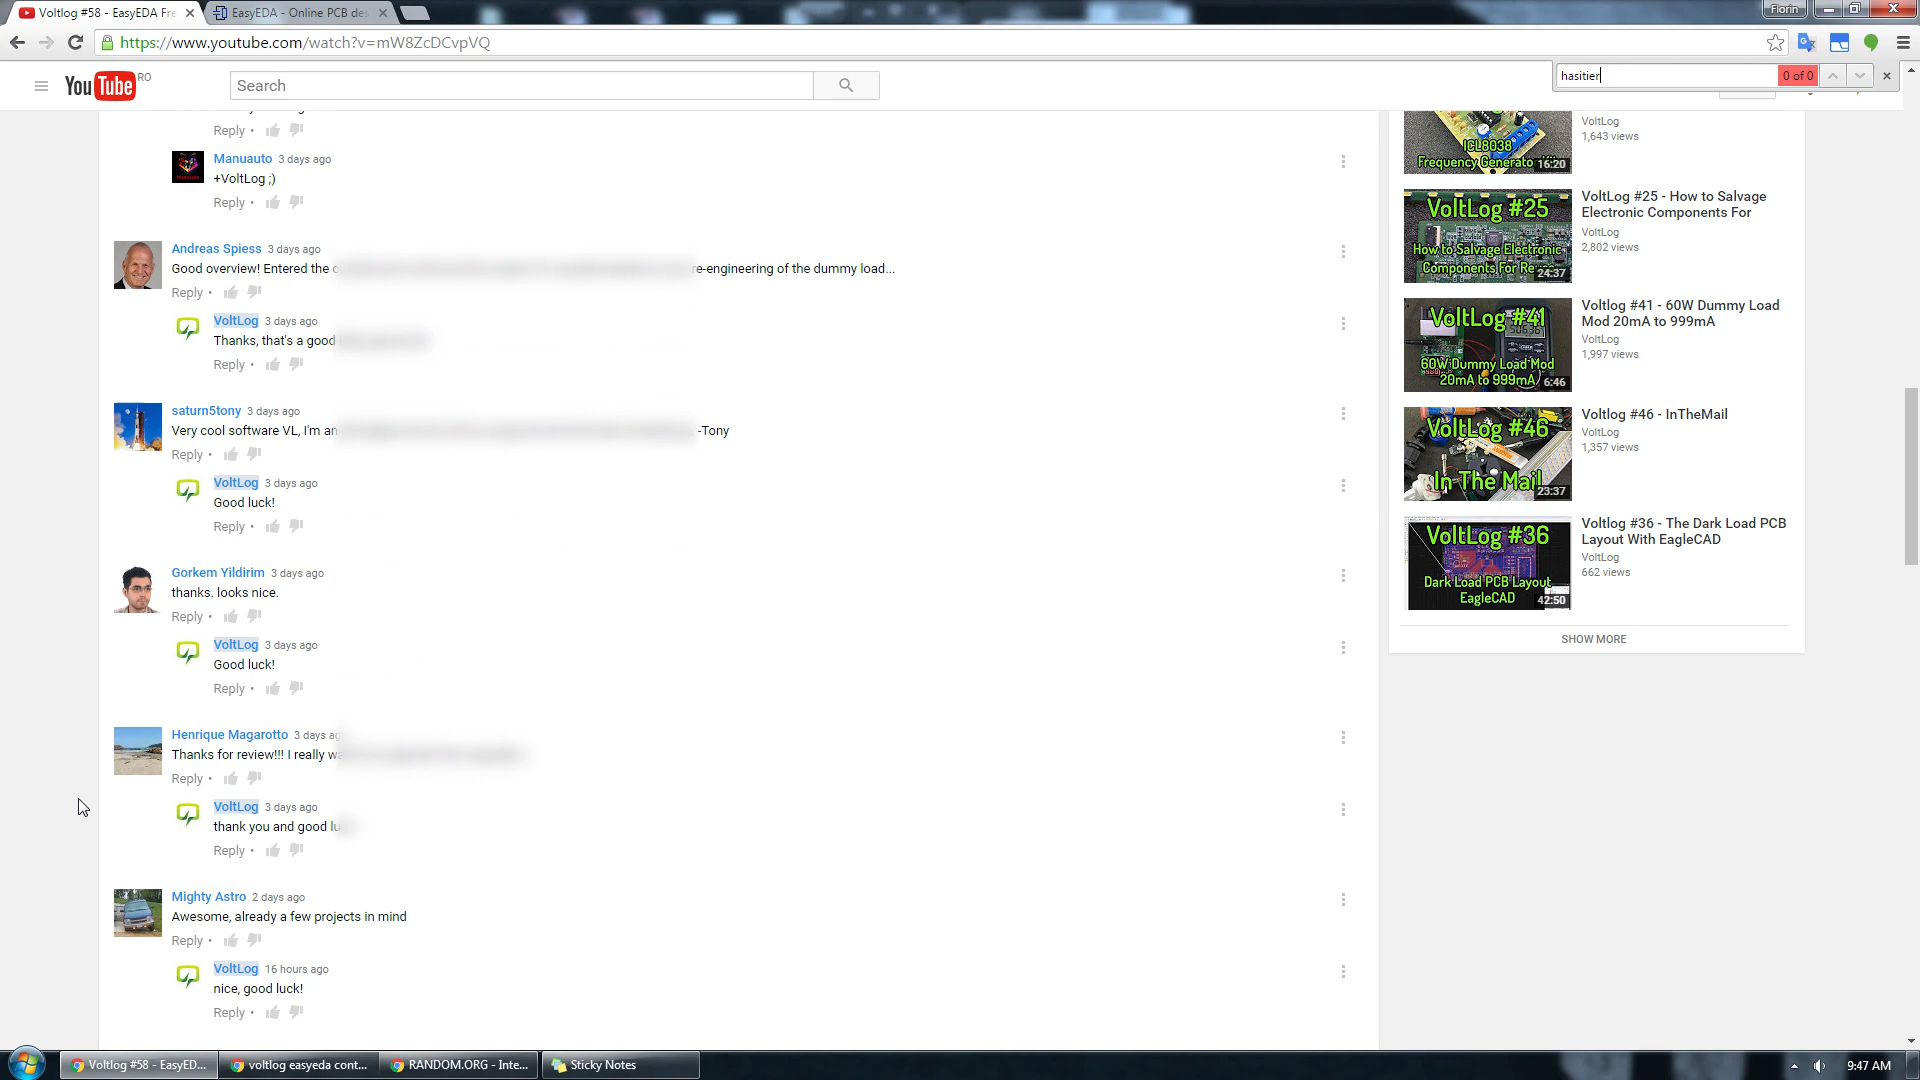 Voltlog #58 - EasyEDA Fre
EasyEDA - Online PCB des
Florin
https://www.youtube.com/watch?v=mW8ZcDCvpVQ
hasitier
0 of 0
YouTube RO
Search
Reply •
Manuauto 3 days ago
+VoltLog ;)
Reply •
Andreas Spiess 3 days ago
Good overview! Entered the re-engineering of the dummy load...
Reply •
VoltLog 3 days ago
Thanks, that's a good
Reply •
saturn5tony 3 days ago
Very cool software VL, I'm an -Tony
Reply •
VoltLog 3 days ago
Good luck!
Reply •
Gorkem Yildirim 3 days ago
thanks. looks nice.
Reply •
VoltLog 3 days ago
Good luck!
Reply •
Henrique Magarotto 3 days ag
Thanks for review!!! I really
Reply •
VoltLog 3 days ago
thank you and good
Reply •
Mighty Astro 2 days ago
Awesome, already a few projects in mind
Reply •
VoltLog 16 hours ago
nice, good luck!
Reply •
VoltLog
1,643 views
ICL8038
Frequency Generato
16:20
VoltLog #25 - How to Salvage
Electronic Components For
VoltLog
2,802 views
VoltLog #25
How to Salvage Electronic
Components For Re
24:37
Voltlog #41 - 60W Dummy Load
Mod 20mA to 999mA
VoltLog
1,997 views
VoltLog #41
60W Dummy Load Mod
20mA to 999mA
6:46
Voltlog #46 - InTheMail
VoltLog
1,357 views
VoltLog #46
In The Mail
23:37
Voltlog #36 - The Dark Load PCB
Layout With EagleCAD
VoltLog
662 views
VoltLog #36
Dark Load PCB Layout
EagleCAD
42:50
SHOW MORE
Voltlog #58 - EasyED...
voltlog easyeda cont...
RANDOM.ORG - Inte...
Sticky Notes
9:47 AM